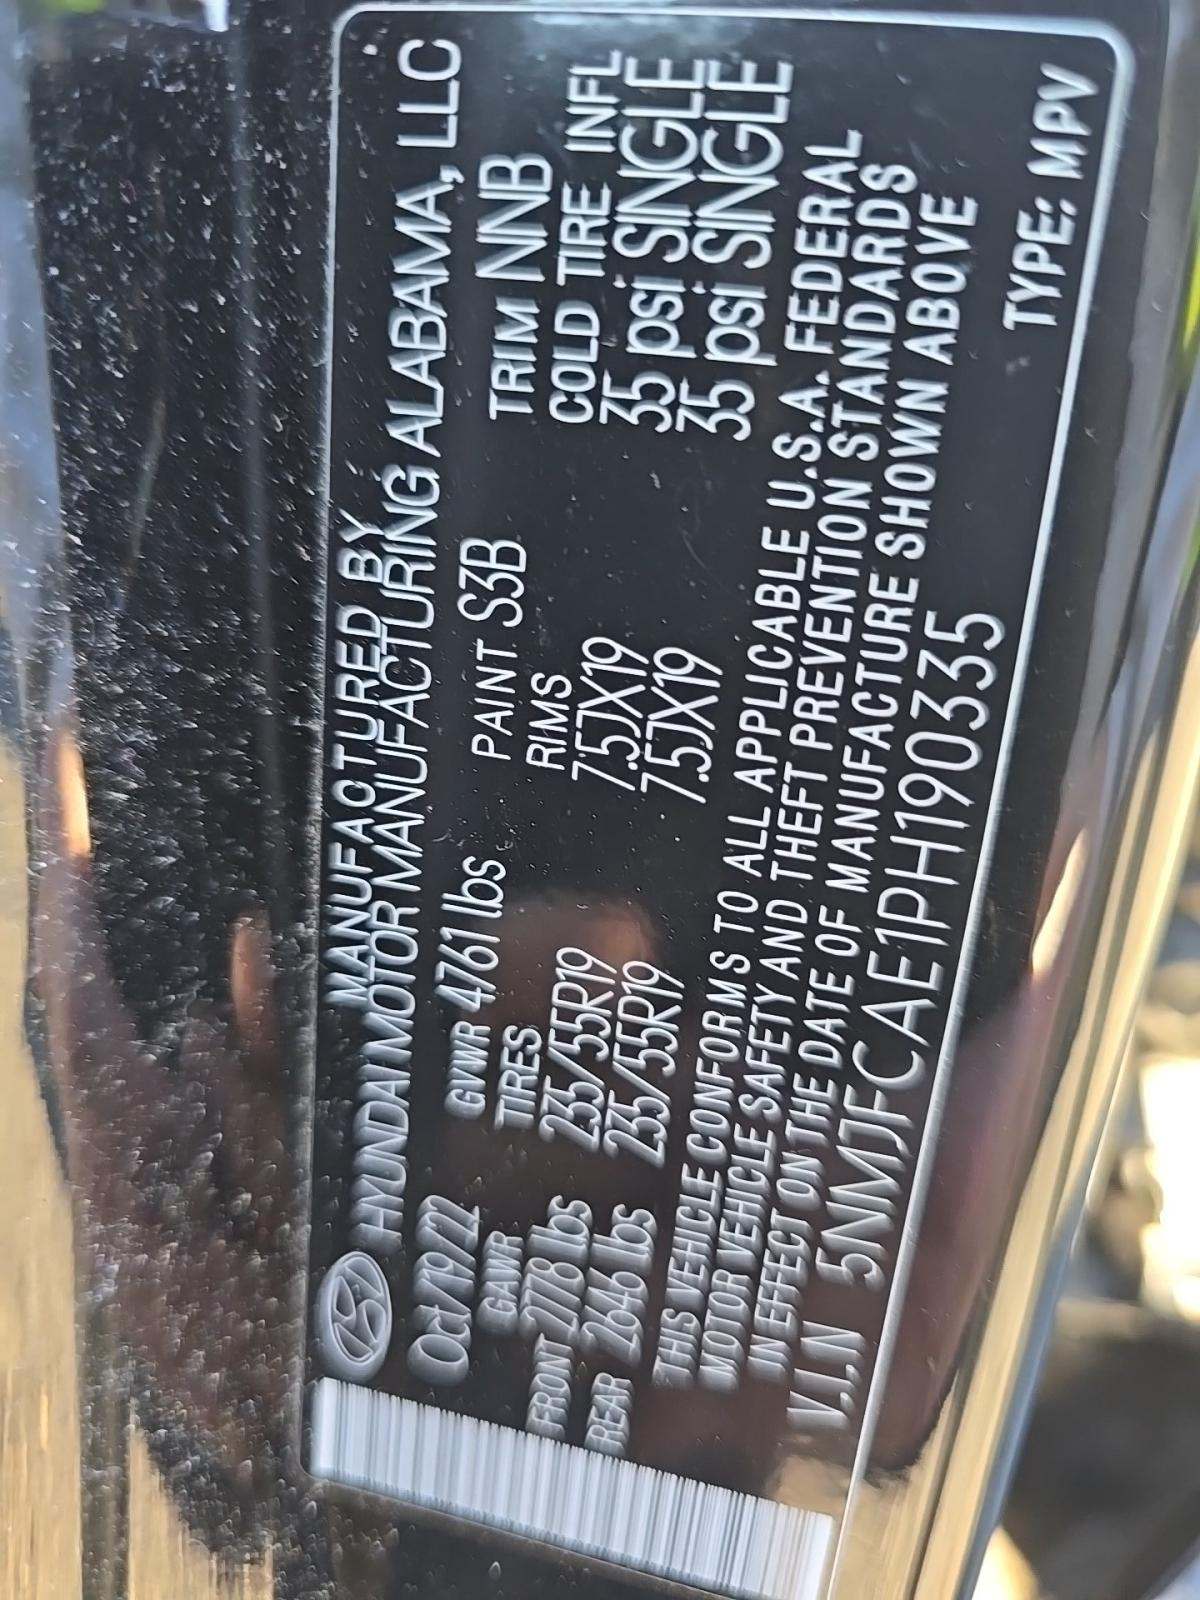 MANUFACTURED BY
HYUNDAI MOTOR MANUFACTURING ALABAMA, LLC
Oct/19/22 GVWR 4761 lbs PAINT S3B TRIM NNB
GAWR TIRES RIMS COLD TIRE INFL
FRONT 2778 lbs 235/55R19 7.5JX19 35 psi SINGLE
REAR 2646 lbs 235/55R19 7.5JX19 35 psi SINGLE
THIS VEHICLE CONFORMS TO ALL APPLICABLE U.S.A. FEDERAL
MOTOR VEHICLE SAFETY AND THEFT PREVENTION STANDARDS
IN EFFECT ON THE DATE OF MANUFACTURE SHOWN ABOVE
V.I.N 5NMJFCAE1PH190335
TYPE: MPV